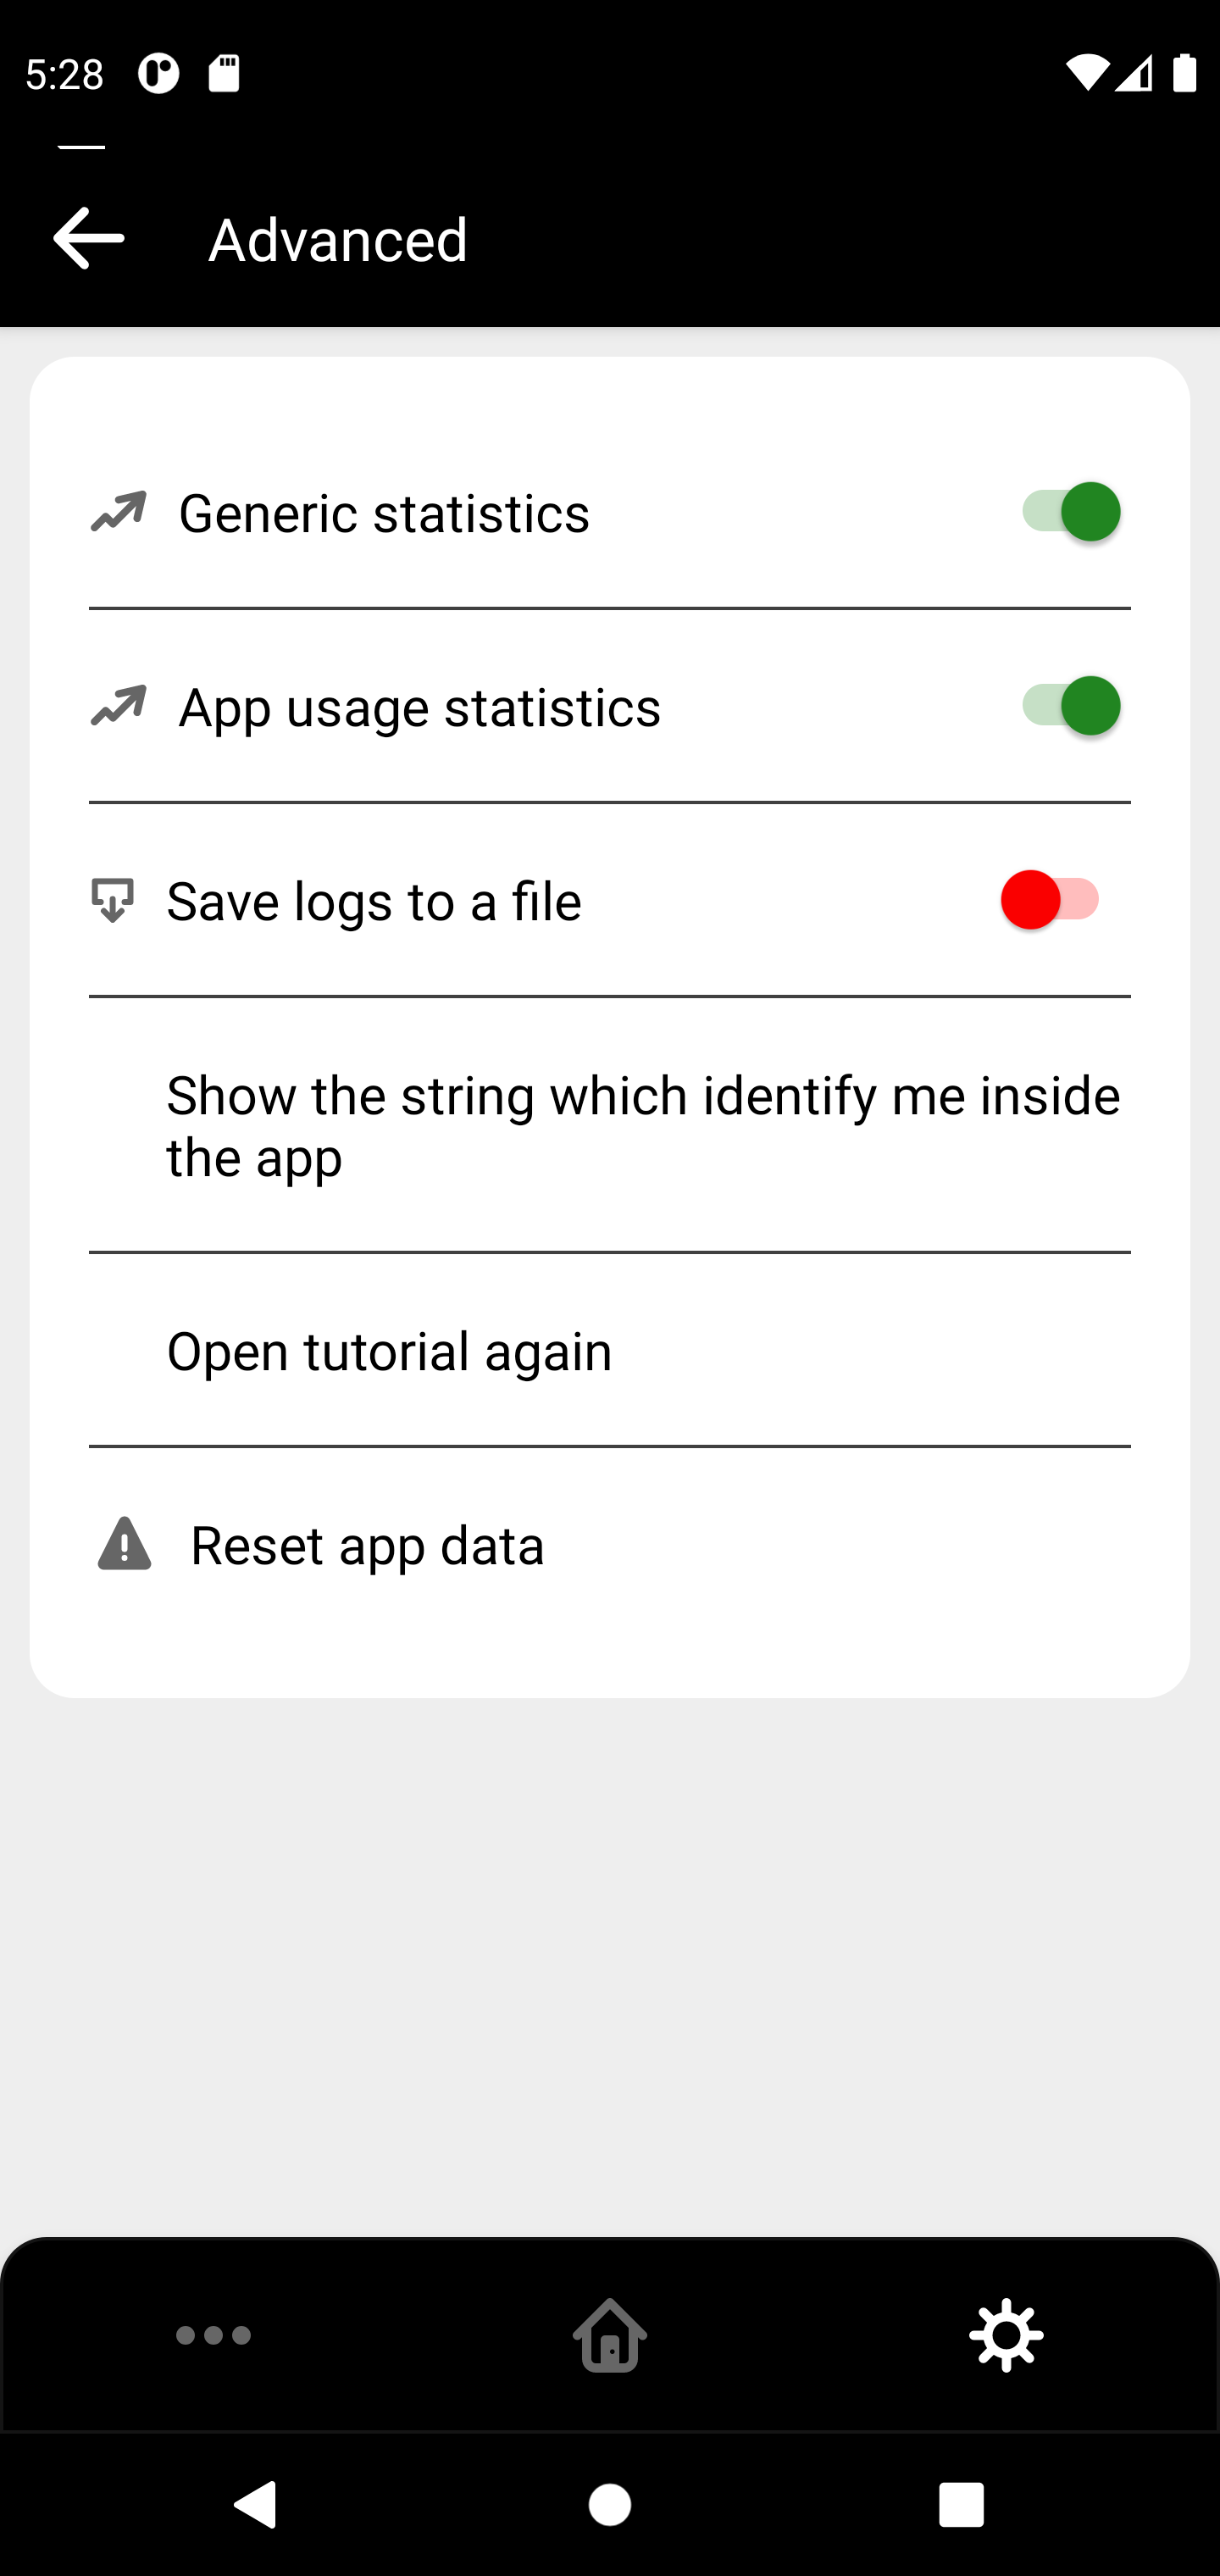 5:28
Advanced
Generic statistics
App usage statistics
Save logs to a file
Show the string which identify me inside
the app
Open tutorial again
Reset app data